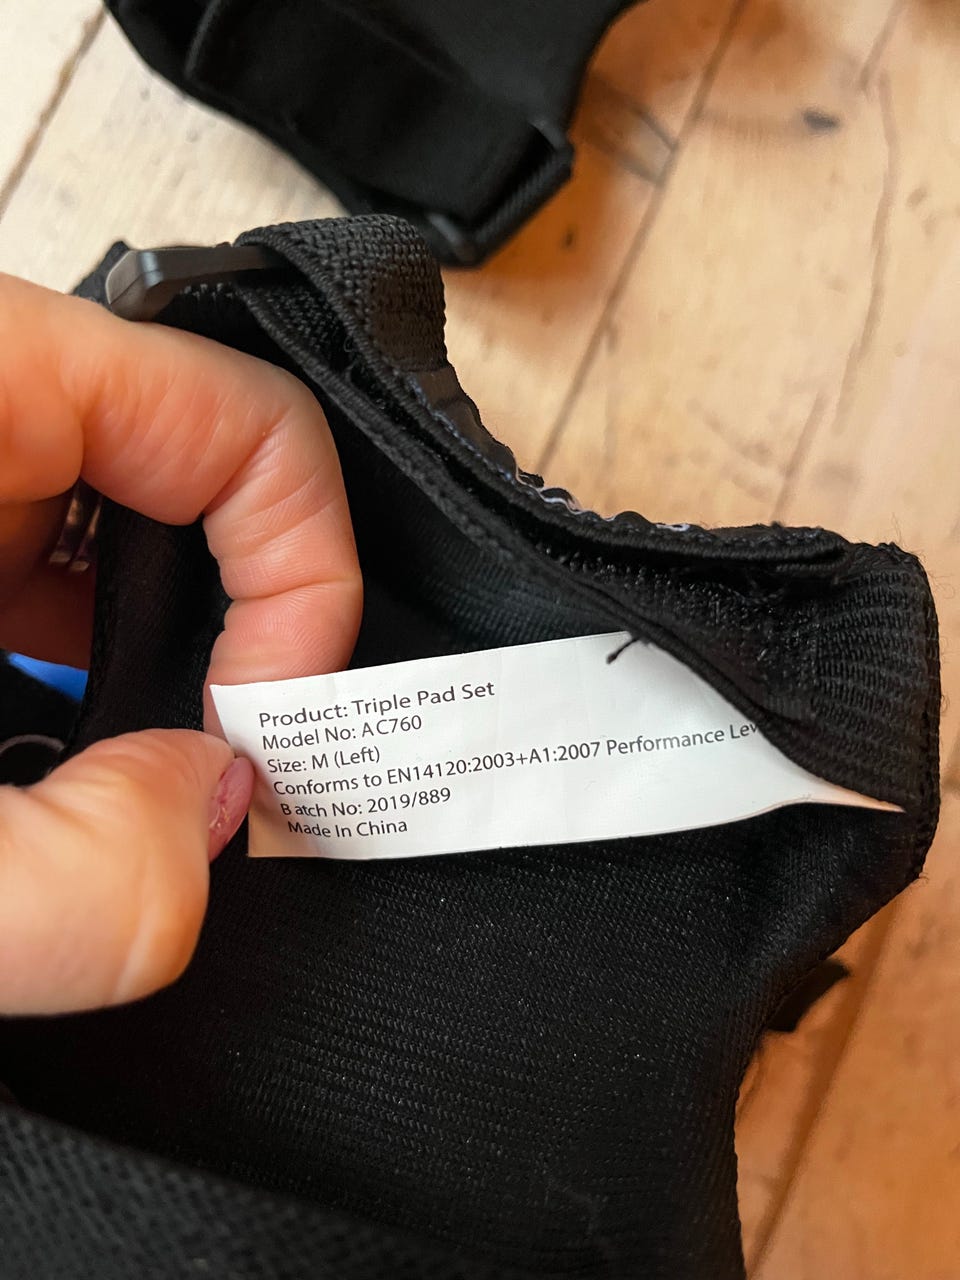 Product: Triple Pad Set
Model No: AC760
Size: M (Left)
Conforms to EN14120:2003+A1:2007 Performance
Batch No: 2019/889
Made In China